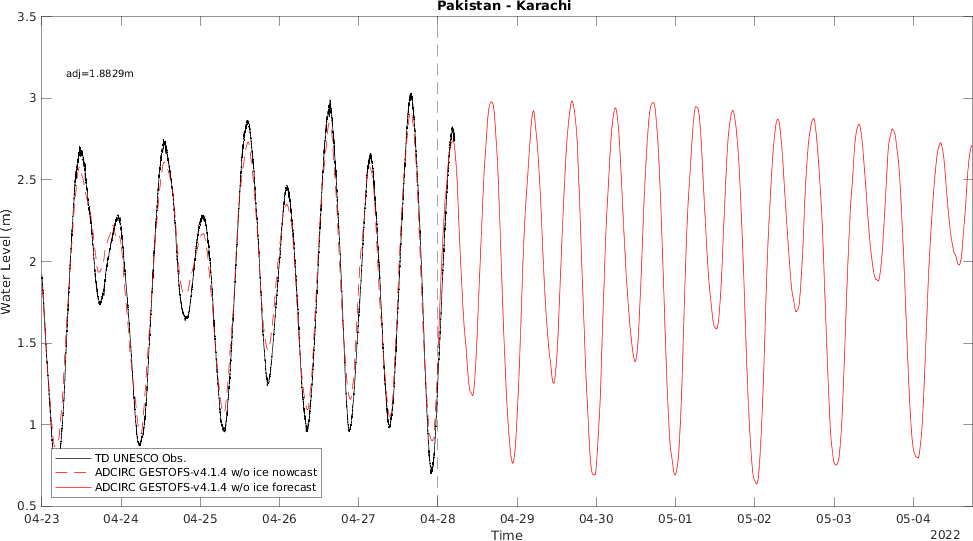 Pakistan - Karachi
3.5
adj=1.8829m
3
2.5
2
1.5
1
0.5
Water Level (m)
TD UNESCO Obs.
ADCIRC GESTOFS-v4.1.4 w/o ice nowcast
ADCIRC GESTOFS-v4.1.4 w/o ice forecast
04-23 04-24 04-25 04-26 04-27 04-28 04-29 04-30 05-01 05-02 05-03 05-04
Time
2022